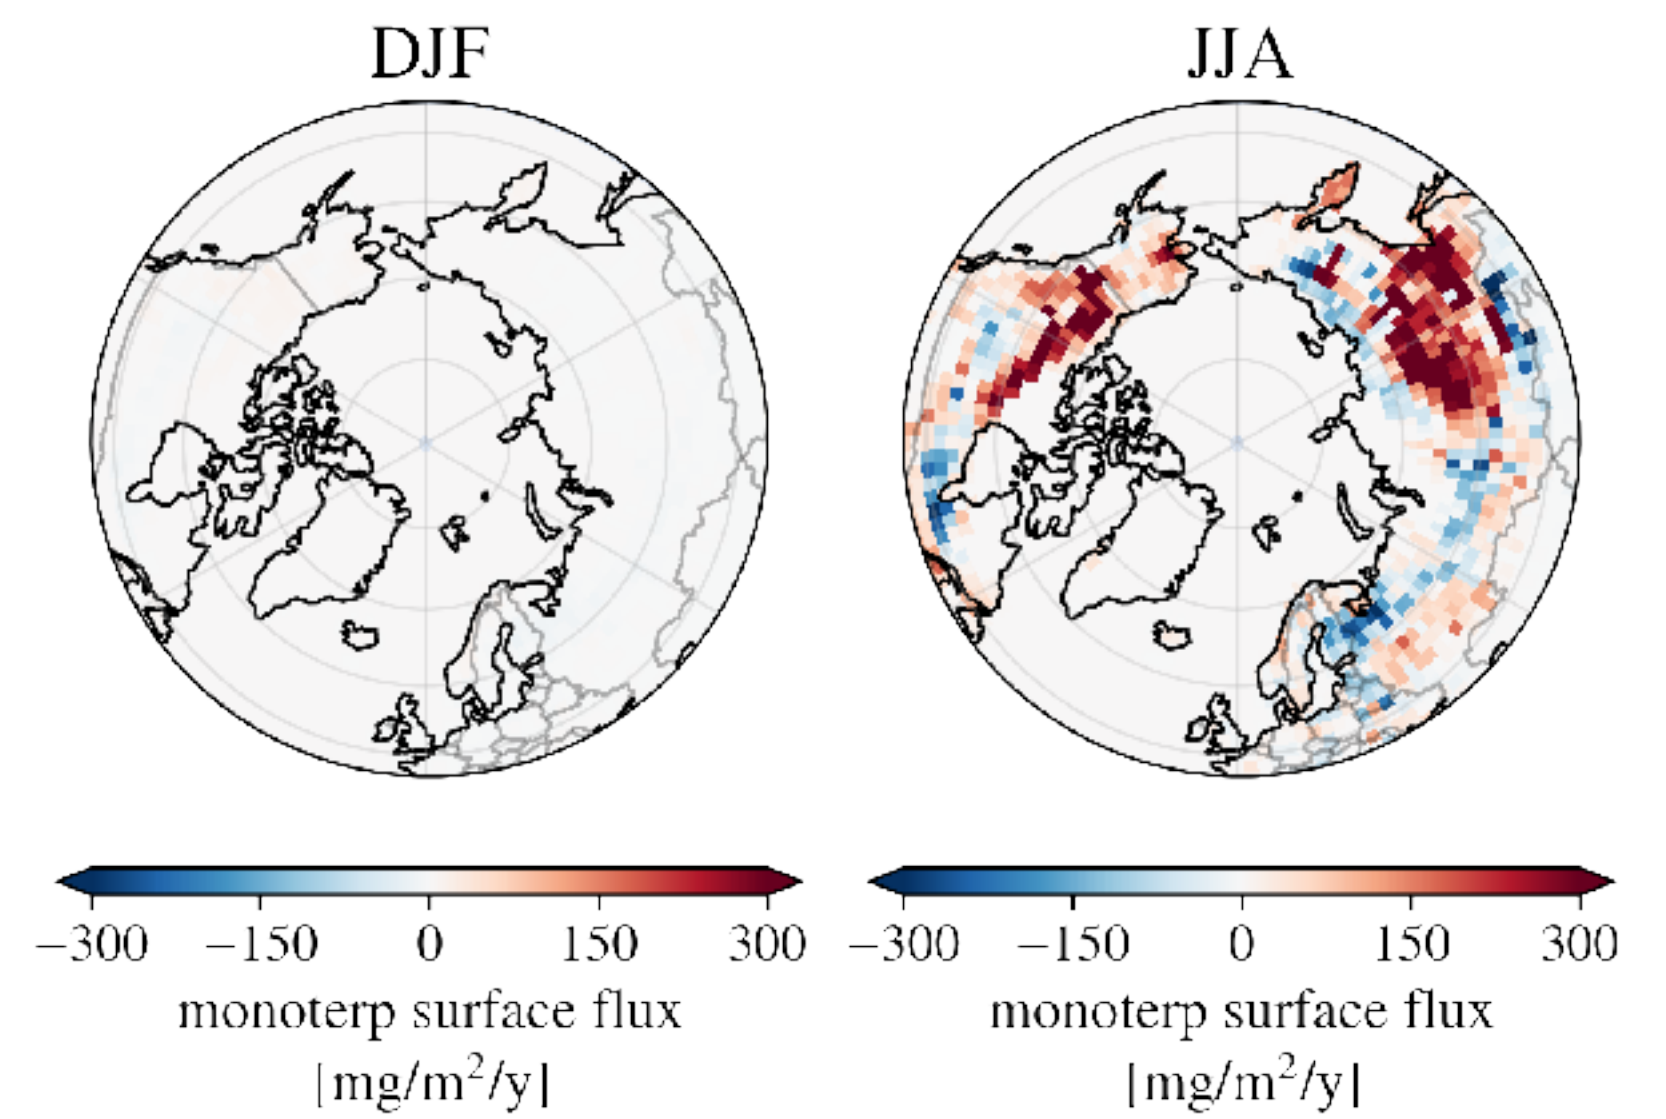 DJF
JJA
−300 −150 0 150 300
monoterp surface flux
[mg/m²/y]
−300 −150 0 150 300
monoterp surface flux
[mg/m²/y]